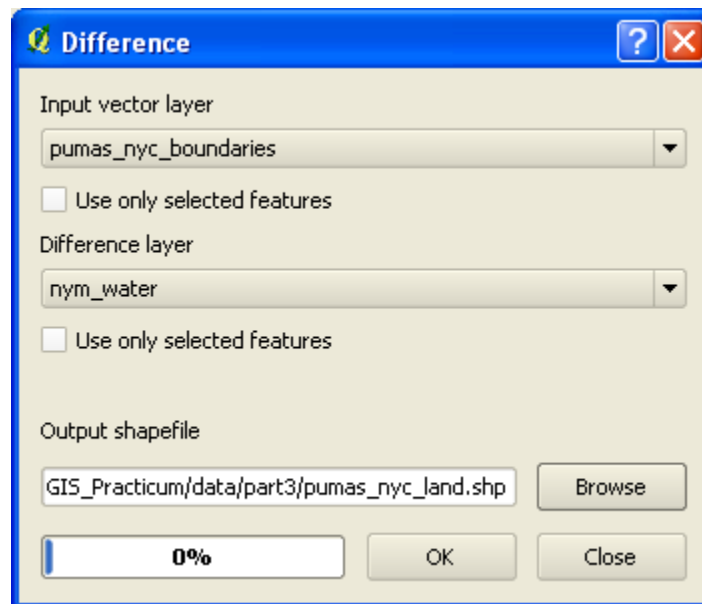 Difference
Input vector layer
pumas_nyc_boundaries
Use only selected features
Difference layer
nym_water
Use only selected features
Output shapefile
GIS_Practicum/data/part3/pumas_nyc_land.shp Browse
0% OK Close